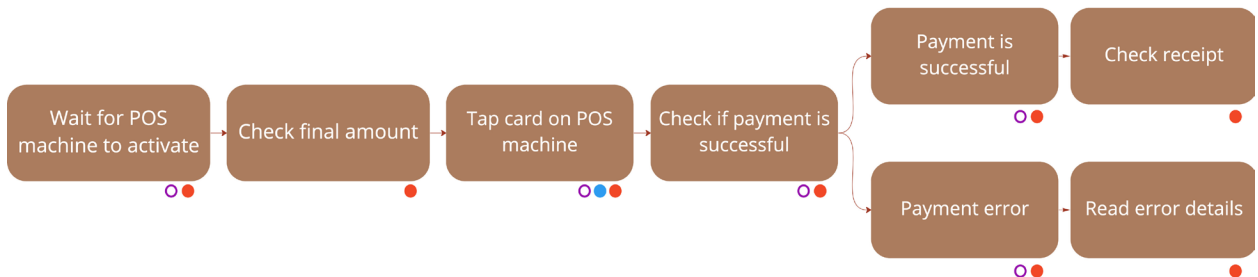 Wait for POS
machine to activate
Check final amount
Tap card on POS
machine
Check if payment is
successful
Payment is
successful
Check receipt
Payment error
Read error details